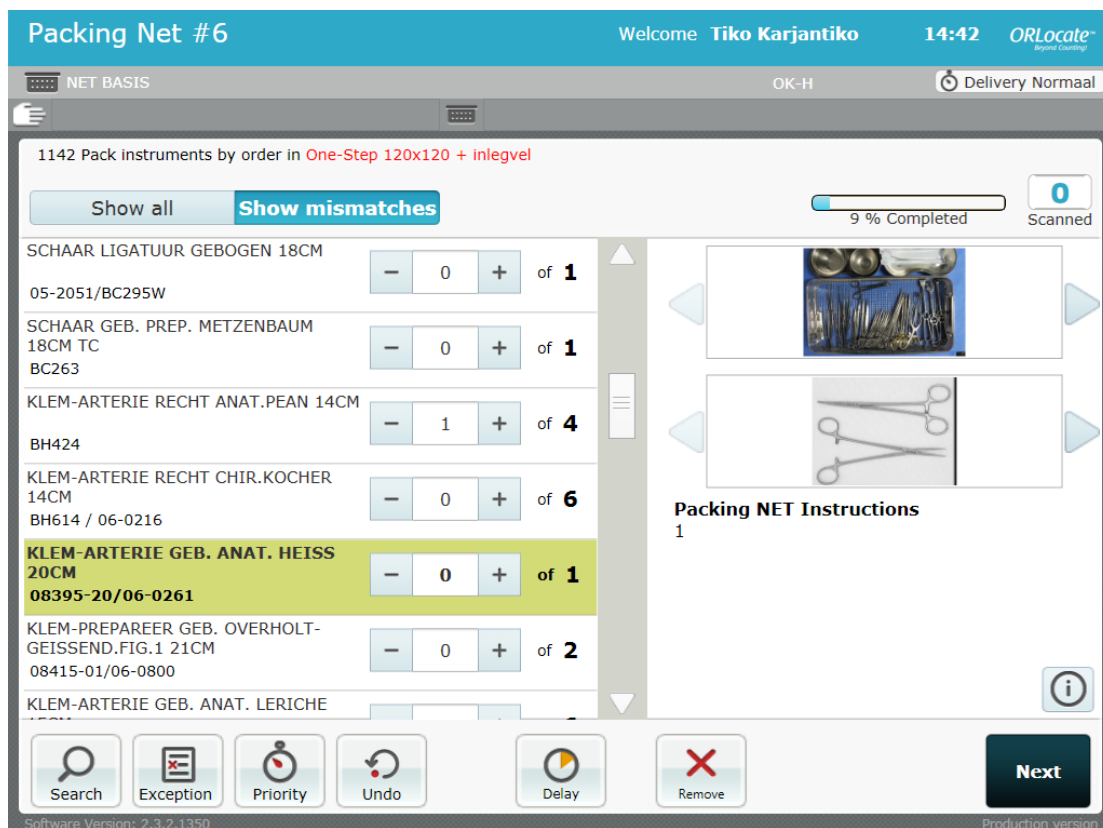 Packing Net #6
Welcome Tiko Karjantiko
14:42
ORLocate
Beyond Counting!
NET BASIS
OK-H
Delivery Normaal
1142 Pack instruments by order in One-Step 120x120 + inlegvel
Show all
Show mismatches
9 % Completed
0
Scanned
SCHAAR LIGATUUR GEBOGEN 18CM
05-2051/BC295W
− 0 + of 1
SCHAAR GEB. PREP. METZENBAUM
18CM TC
BC263
− 0 + of 1
KLEM-ARTERIE RECHT ANAT.PEAN 14CM
BH424
− 1 + of 4
KLEM-ARTERIE RECHT CHIR.KOCHER
14CM
BH614 / 06-0216
− 0 + of 6
KLEM-ARTERIE GEB. ANAT. HEISS
20CM
08395-20/06-0261
− 0 + of 1
KLEM-PREPAREER GEB. OVERHOLT-
GEISSEND.FIG.1 21CM
08415-01/06-0800
− 0 + of 2
KLEM-ARTERIE GEB. ANAT. LERICHE
Packing NET Instructions
1
Search
Exception
Priority
Undo
Delay
Remove
Next
Software Version: 2.3.2.1350
Production version